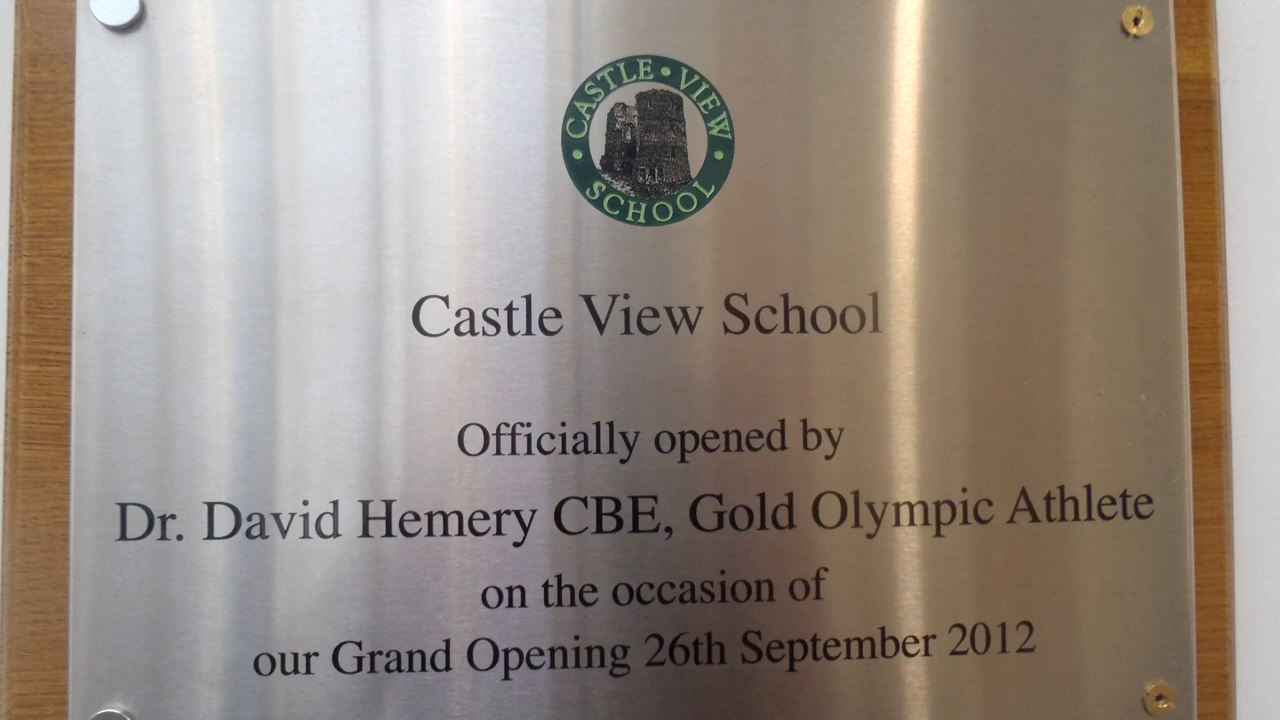 CASTLE • VIEW
• SCHOOL •
Castle View School
Officially opened by
Dr. David Hemery CBE, Gold Olympic Athlete
on the occasion of
our Grand Opening 26th September 2012